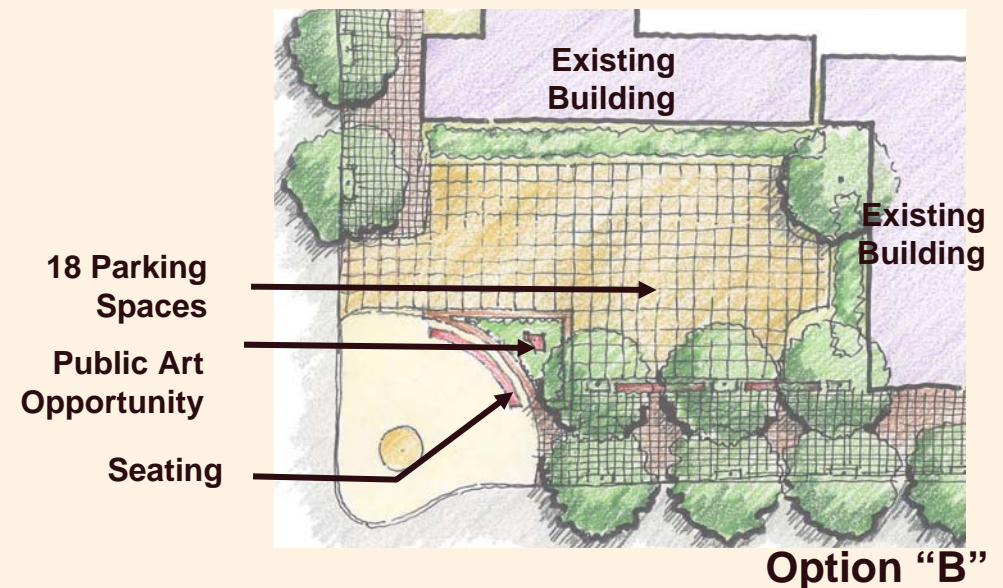 Existing
Building
Existing
Building
18 Parking
Spaces
Public Art
Opportunity
Seating
Option “B”